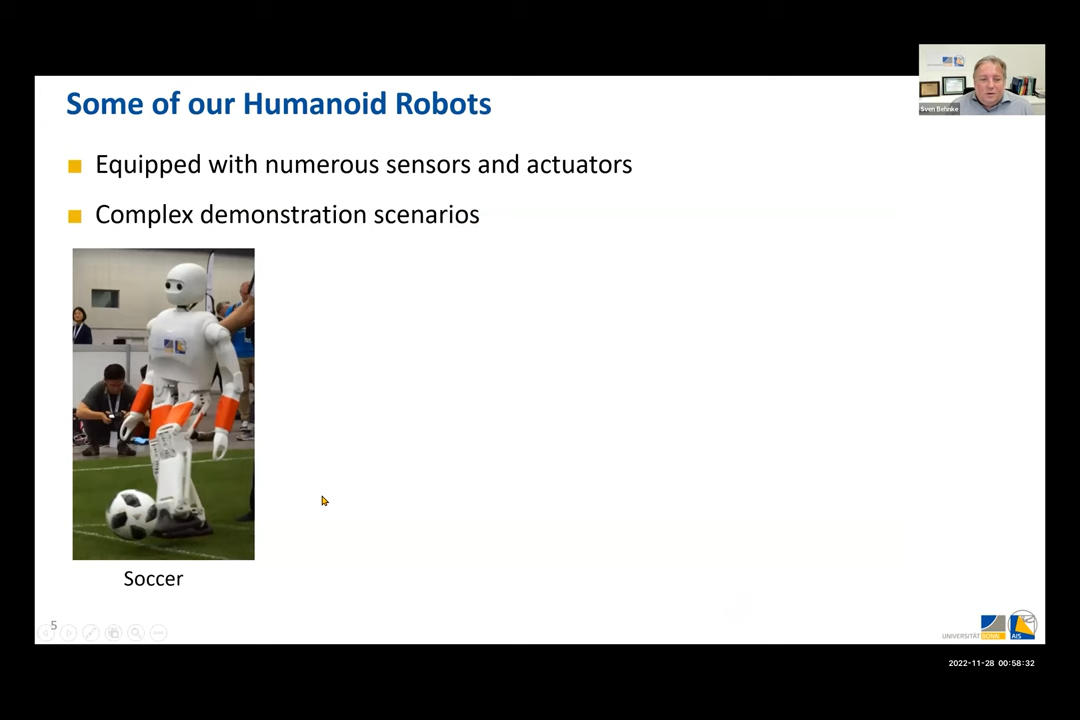 Sven Behnke
Some of our Humanoid Robots
Equipped with numerous sensors and actuators
Complex demonstration scenarios
Soccer
5
UNIVERSITÄT BONN
AIS
2022-11-28 00:58:32